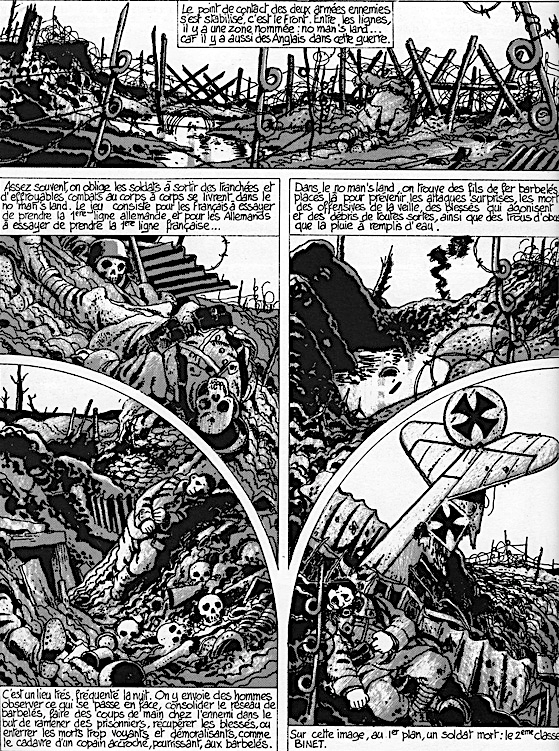 Le point de contact des deux armées ennemies
s'est stabilisé, c'est le Front. Entre les lignes,
il y a une zone nommée : no man's land...
car il y a aussi des Anglais dans cette guerre.
Assez souvent, on oblige les soldats à sortir des tranchées et
d'effroyables combats au corps à corps se livrent dans le
no man's land. Le jeu consiste pour les Français à essayer
de prendre la 1ère ligne allemande et pour les Allemands
à essayer de prendre la 1ère ligne française...
Dans le no man's land, on trouve des fils de fer barbelés
placés là pour prévenir les attaques surprises, les morts
des offensives de la veille, des blessés qui agonisent
et des débris de toutes sortes, ainsi que des trous d'obus
que la pluie à remplis d'eau.
C'est un lieu très fréquenté la nuit. On y envoie des hommes
observer ce qui se passe en face, consolider le réseau de
barbelés, faire des coups de main chez l'ennemi dans le
but de ramener des prisonniers, récupérer les blessés, ou
enterrer les morts trop voyants et démoralisants, comme
le cadavre d'un copain accroché, pourrissant, aux barbelés.
Sur cette image, au 1er plan, un soldat mort : le 2ème classe
BINET.